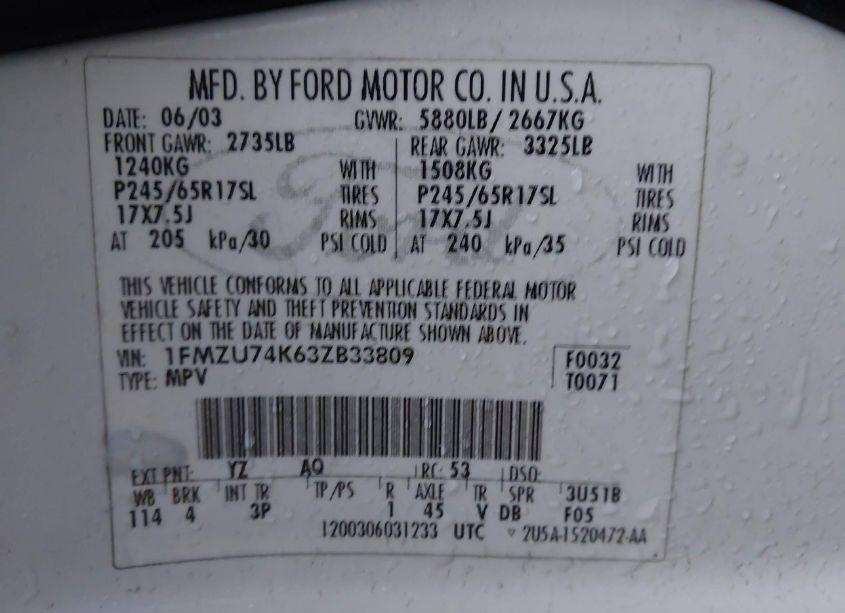 MFD. BY FORD MOTOR CO. IN U.S.A.
DATE: 06/03 GVWR: 5880LB/ 2667KG
FRONT GAWR: 2735LB REAR GAWR: 3325LB
1240KG WITH 1508KG WITH
P245/65R17SL TIRES P245/65R17SL TIRES
17X7.5J RIMS 17X7.5J RIMS
AT 205 kPa/30 PSI COLD AT 240 kPa/35 PSI COLD
Ford
THIS VEHICLE CONFORMS TO ALL APPLICABLE FEDERAL MOTOR
VEHICLE SAFETY AND THEFT PREVENTION STANDARDS IN
EFFECT ON THE DATE OF MANUFACTURE SHOWN ABOVE.
VIN: 1FMZU74K63ZB33809 F0032
TYPE: MPV T0071
EXT PNT: YZ AQ RC: 53 DSO:
WB BRK INT TR TP/PS R AXLE TR SPR 3U51B
114 4 3P 1 45 V DB F05
1200306031233 UTC 2U5A-1520472-AA